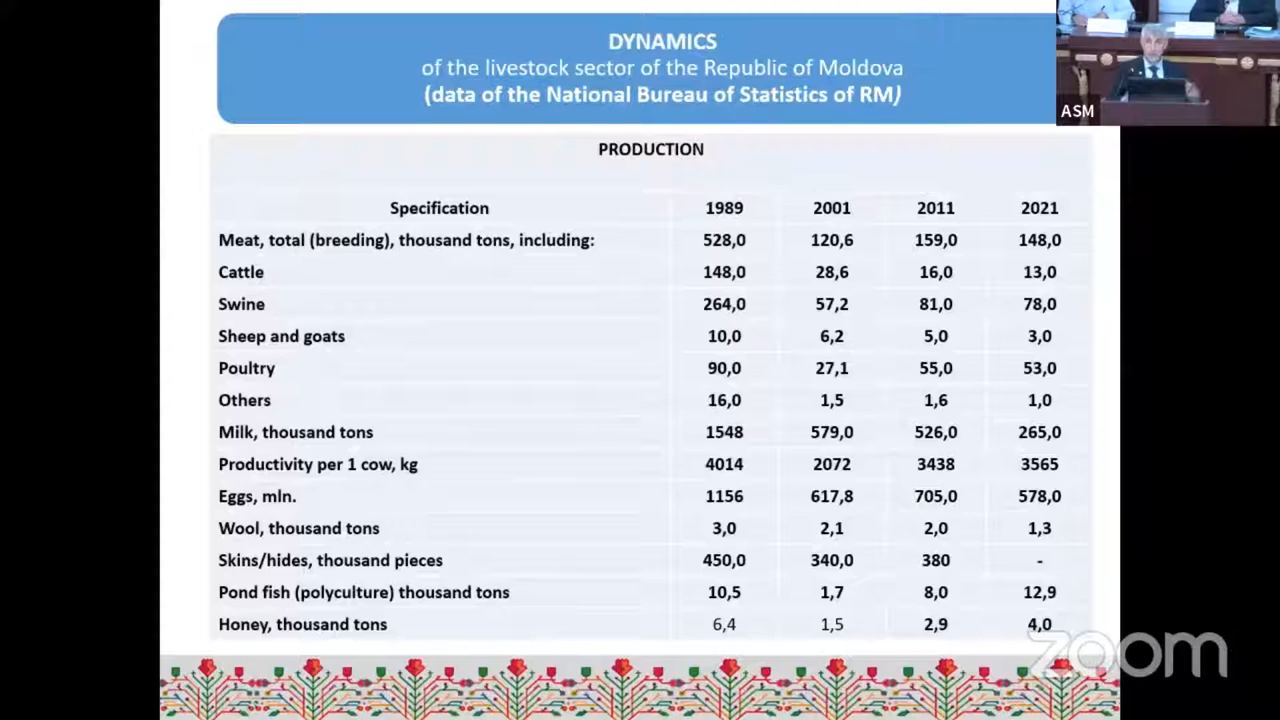 DYNAMICS
of the livestock sector of the Republic of Moldova
(data of the National Bureau of Statistics of RM)
ASM
PRODUCTION
Specification 1989 2001 2011 2021
Meat, total (breeding), thousand tons, including: 528,0 120,6 159,0 148,0
Cattle 148,0 28,6 16,0 13,0
Swine 264,0 57,2 81,0 78,0
Sheep and goats 10,0 6,2 5,0 3,0
Poultry 90,0 27,1 55,0 53,0
Others 16,0 1,5 1,6 1,0
Milk, thousand tons 1548 579,0 526,0 265,0
Productivity per 1 cow, kg 4014 2072 3438 3565
Eggs, mln. 1156 617,8 705,0 578,0
Wool, thousand tons 3,0 2,1 2,0 1,3
Skins/hides, thousand pieces 450,0 340,0 380 -
Pond fish (polyculture) thousand tons 10,5 1,7 8,0 12,9
Honey, thousand tons 6,4 1,5 2,9 4,0
zoom